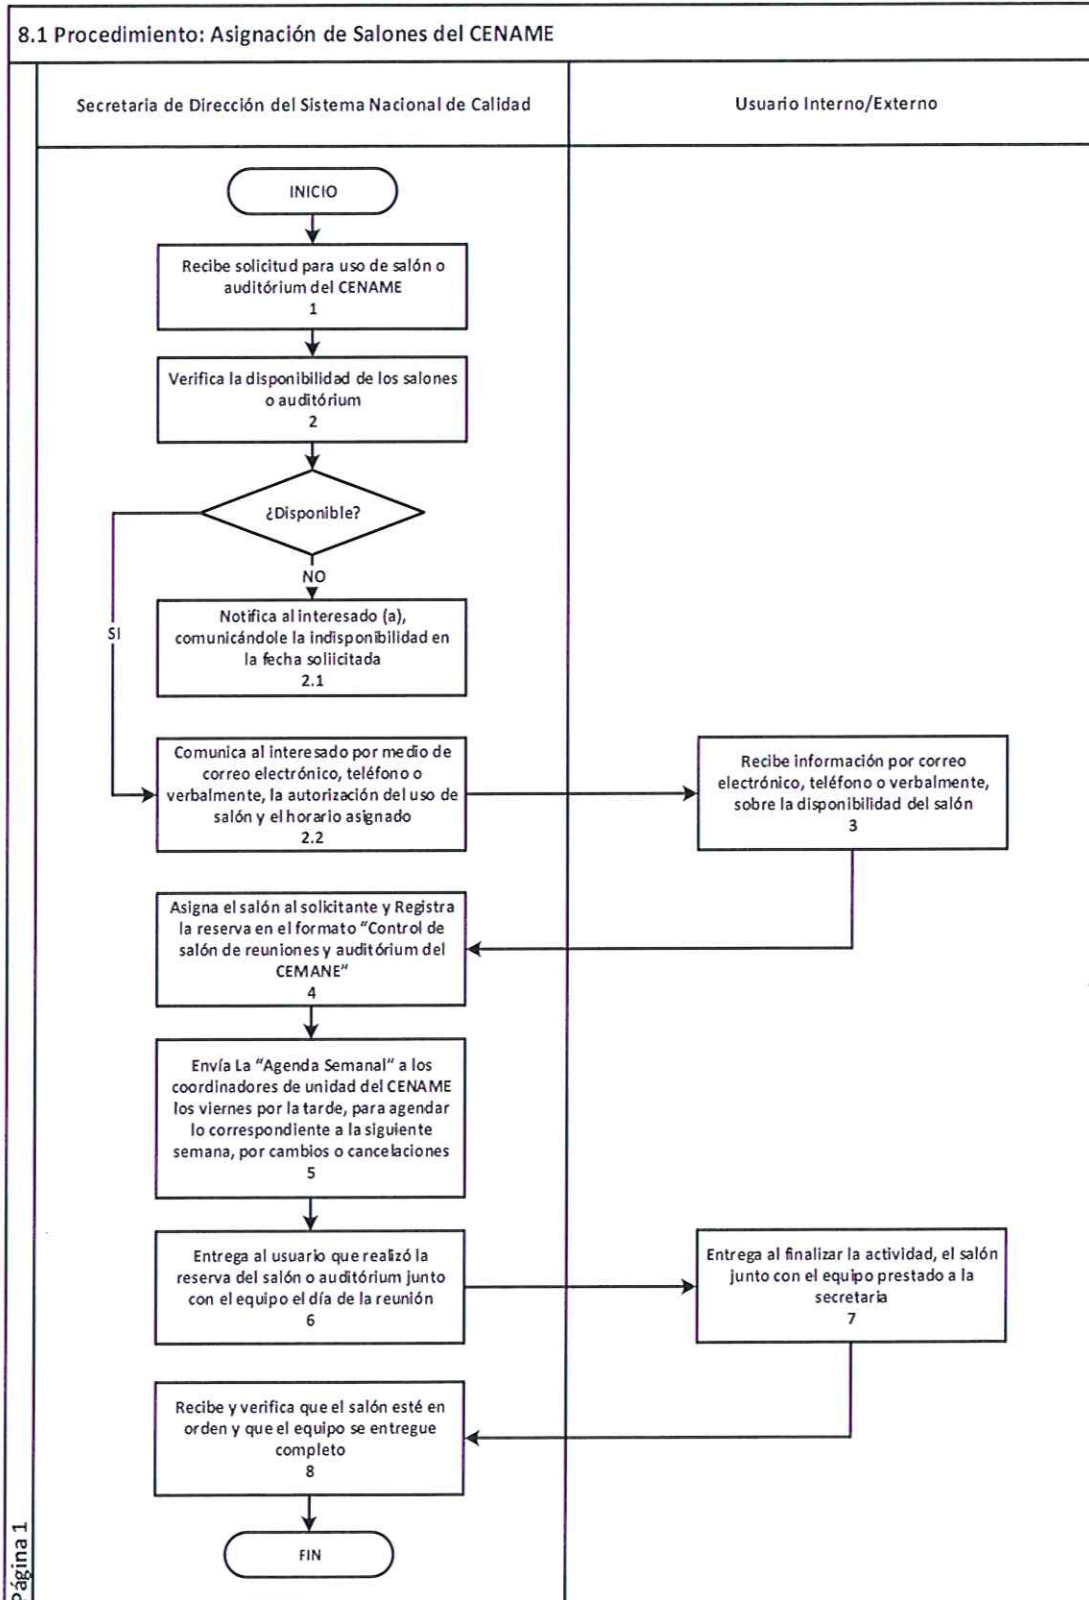 8.1 Procedimiento: Asignación de Salones del CENAME
Secretaria de Dirección del Sistema Nacional de Calidad
Usuario Interno/Externo
INICIO
Recibe solicitud para uso de salón o
auditórium del CENAME
1
Verifica la disponibilidad de los salones
o auditórium
2
¿Disponible?
NO
SI
Notifica al interesado (a),
comunicándole la indisponibilidad en
la fecha soliicitada
2.1
Comunica al interesado por medio de
correo electrónico, teléfono o
verbalmente, la autorización del uso de
salón y el horario asignado
2.2
Recibe información por correo
electrónico, teléfono o verbalmente,
sobre la disponibilidad del salón
3
Asigna el salón al solicitante y Registra
la reserva en el formato “Control de
salón de reuniones y auditórium del
CEMANE”
4
Envía La “Agenda Semanal” a los
coordinadores de unidad del CENAME
los viernes por la tarde, para agendar
lo correspondiente a la siguiente
semana, por cambios o cancelaciones
5
Entrega al usuario que realizó la
reserva del salón o auditórium junto
con el equipo el día de la reunión
6
Entrega al finalizar la actividad, el salón
junto con el equipo prestado a la
secretaria
7
Recibe y verifica que el salón esté en
orden y que el equipo se entregue
completo
8
FIN
Página 1